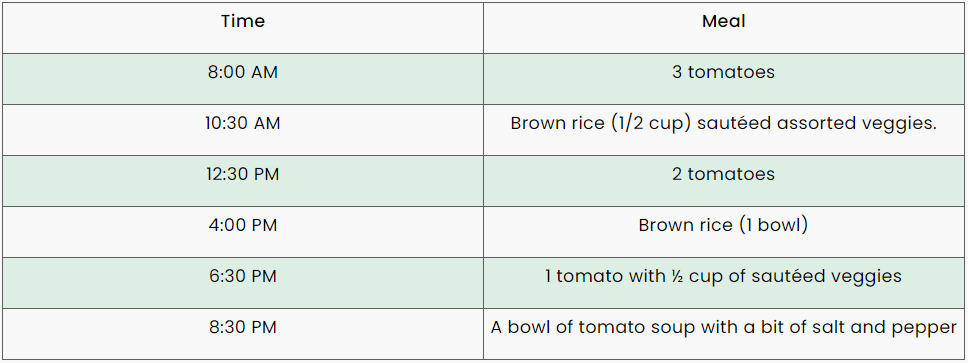 Time Meal
8:00 AM 3 tomatoes
10:30 AM Brown rice (1/2 cup) sautéed assorted veggies.
12:30 PM 2 tomatoes
4:00 PM Brown rice (1 bowl)
6:30 PM 1 tomato with ½ cup of sautéed veggies
8:30 PM A bowl of tomato soup with a bit of salt and pepper